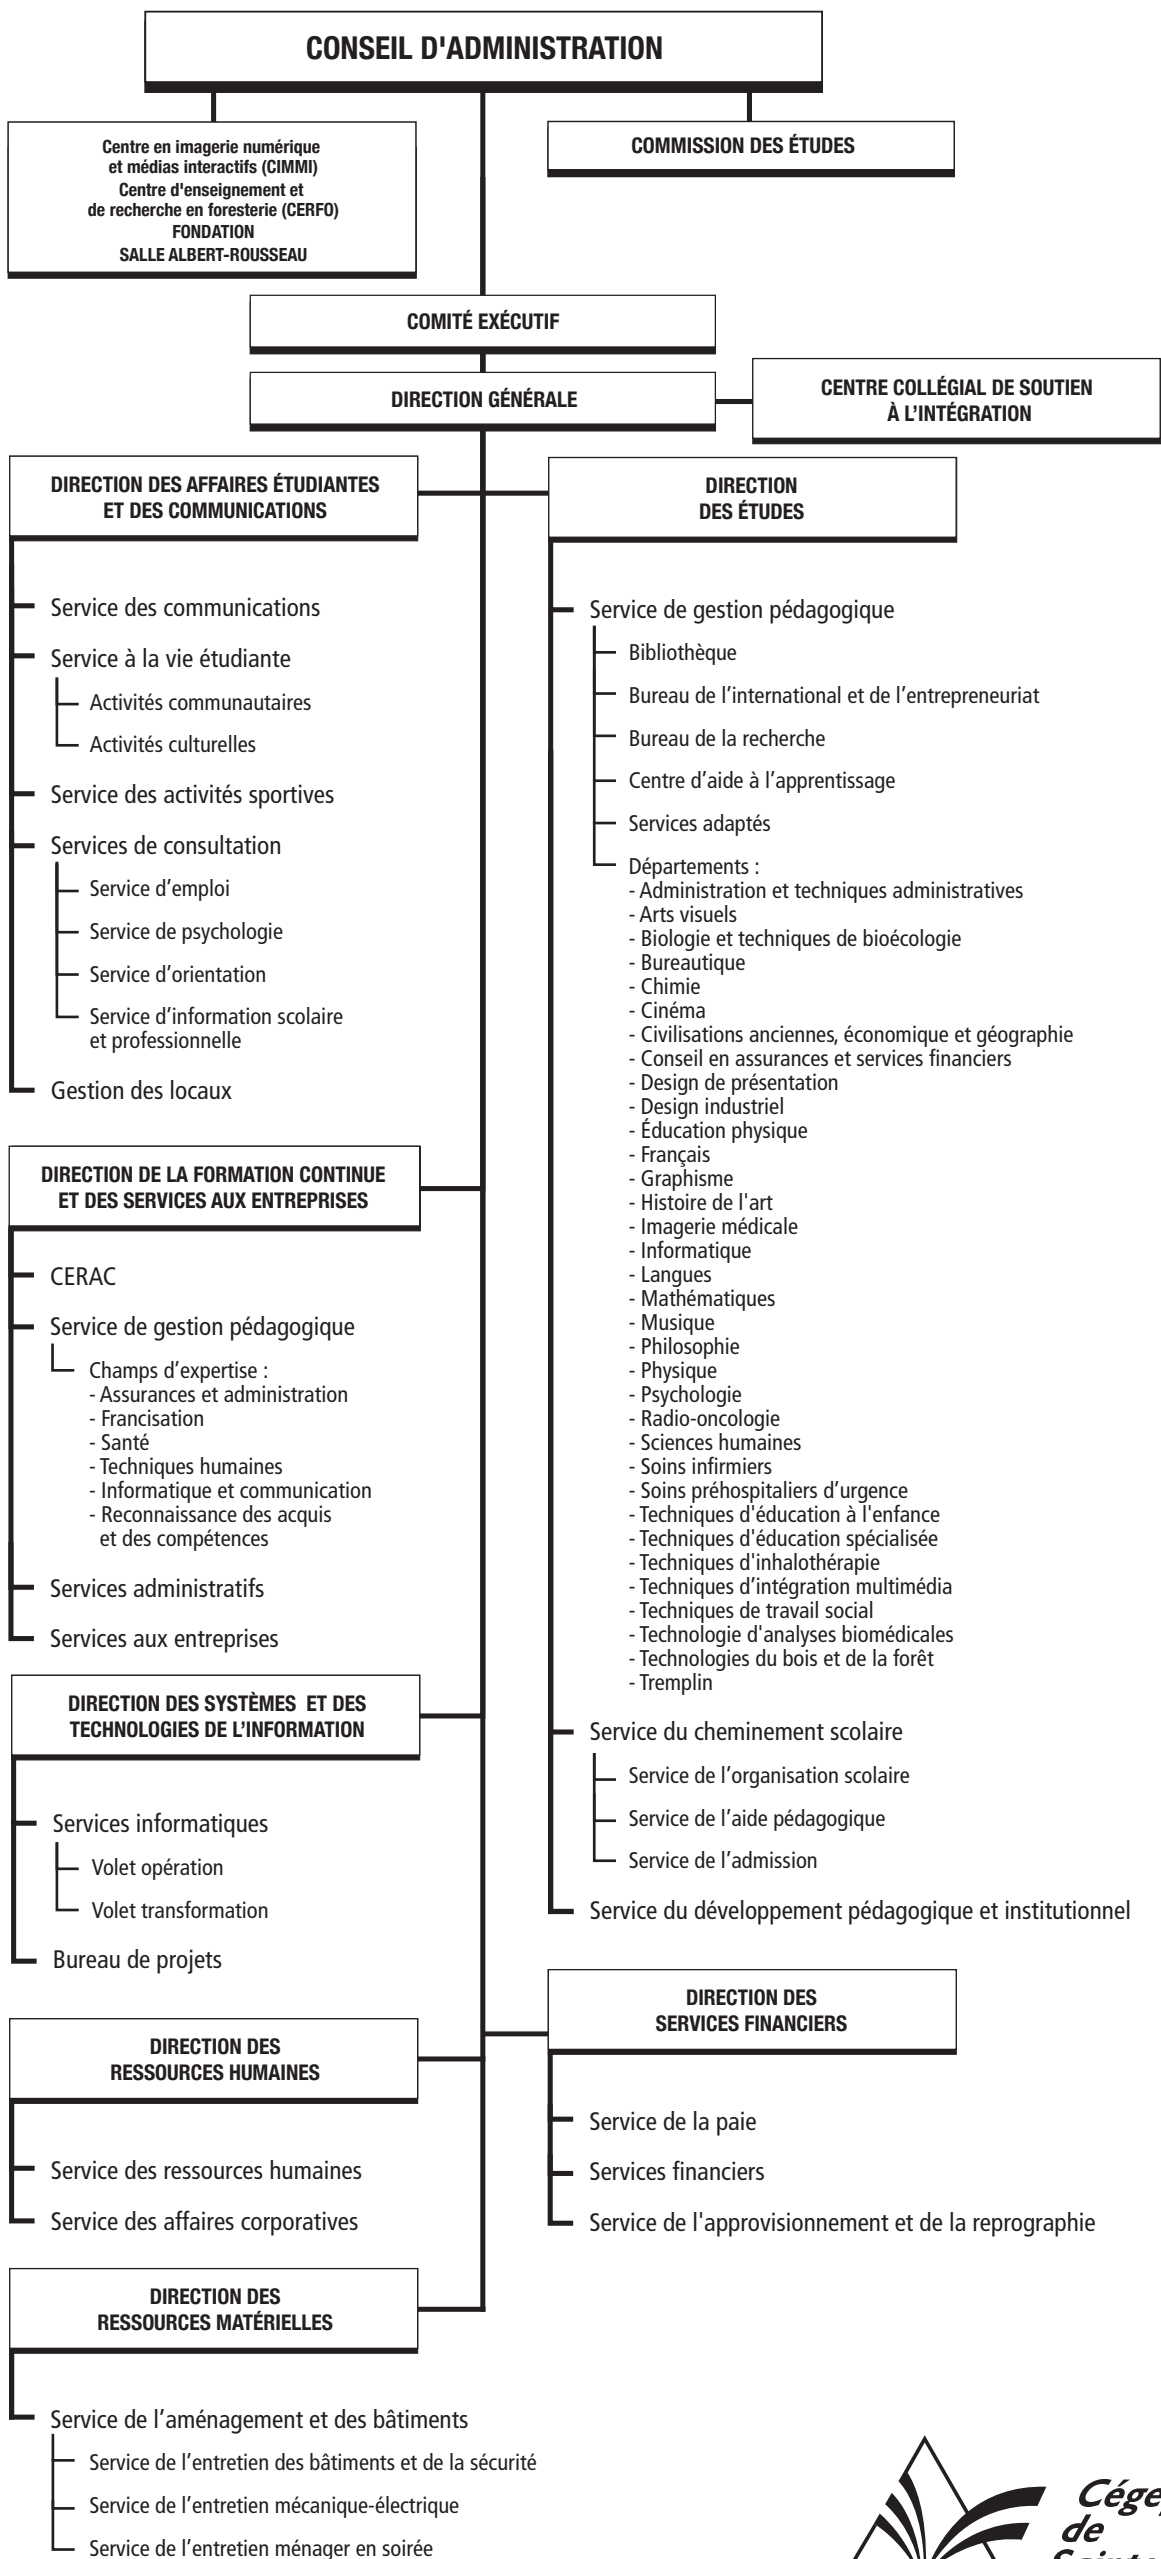 CONSEIL D'ADMINISTRATION
Centre en imagerie numérique
et médias interactifs (CIMMI)
Centre d'enseignement et
de recherche en foresterie (CERFO)
FONDATION
SALLE ALBERT-ROUSSEAU
COMMISSION DES ÉTUDES
COMITÉ EXÉCUTIF
DIRECTION GÉNÉRALE
CENTRE COLLÉGIAL DE SOUTIEN
À L’INTÉGRATION
DIRECTION DES AFFAIRES ÉTUDIANTES
ET DES COMMUNICATIONS
Service des communications
Service à la vie étudiante
Activités communautaires
Activités culturelles
Service des activités sportives
Services de consultation
Service d’emploi
Service de psychologie
Service d’orientation
Service d’information scolaire
et professionnelle
Gestion des locaux
DIRECTION DE LA FORMATION CONTINUE
ET DES SERVICES AUX ENTREPRISES
CERAC
Service de gestion pédagogique
Champs d’expertise :
- Assurances et administration
- Francisation
- Santé
- Techniques humaines
- Informatique et communication
- Reconnaissance des acquis
et des compétences
Services administratifs
Services aux entreprises
DIRECTION DES SYSTÈMES ET DES
TECHNOLOGIES DE L’INFORMATION
Services informatiques
Volet opération
Volet transformation
Bureau de projets
DIRECTION DES
RESSOURCES HUMAINES
Service des ressources humaines
Service des affaires corporatives
DIRECTION DES
RESSOURCES MATÉRIELLES
Service de l’aménagement et des bâtiments
Service de l’entretien des bâtiments et de la sécurité
Service de l’entretien mécanique-électrique
Service de l’entretien ménager en soirée
DIRECTION
DES ÉTUDES
Service de gestion pédagogique
Bibliothèque
Bureau de l’international et de l’entrepreneuriat
Bureau de la recherche
Centre d’aide à l’apprentissage
Services adaptés
Départements :
- Administration et techniques administratives
- Arts visuels
- Biologie et techniques de bioécologie
- Bureautique
- Chimie
- Cinéma
- Civilisations anciennes, économique et géographie
- Conseil en assurances et services financiers
- Design de présentation
- Design industriel
- Éducation physique
- Français
- Graphisme
- Histoire de l'art
- Imagerie médicale
- Informatique
- Langues
- Mathématiques
- Musique
- Philosophie
- Physique
- Psychologie
- Radio-oncologie
- Sciences humaines
- Soins infirmiers
- Soins préhospitaliers d’urgence
- Techniques d'éducation à l'enfance
- Techniques d'éducation spécialisée
- Techniques d'inhalothérapie
- Techniques d’intégration multimédia
- Techniques de travail social
- Technologie d'analyses biomédicales
- Technologies du bois et de la forêt
- Tremplin
Service du cheminement scolaire
Service de l’organisation scolaire
Service de l’aide pédagogique
Service de l’admission
Service du développement pédagogique et institutionnel
DIRECTION DES
SERVICES FINANCIERS
Service de la paie
Services financiers
Service de l'approvisionnement et de la reprographie
de